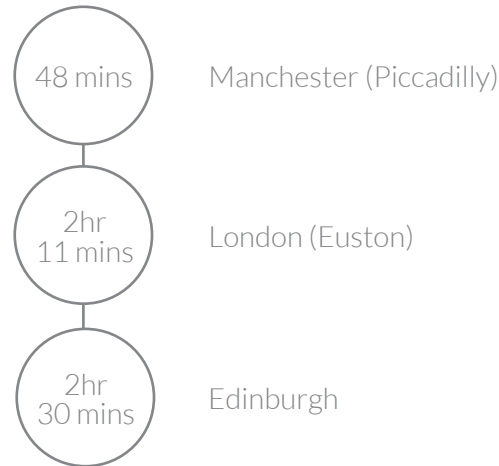 48 mins
Manchester (Piccadilly)
2hr
11 mins
London (Euston)
2hr
30 mins
Edinburgh